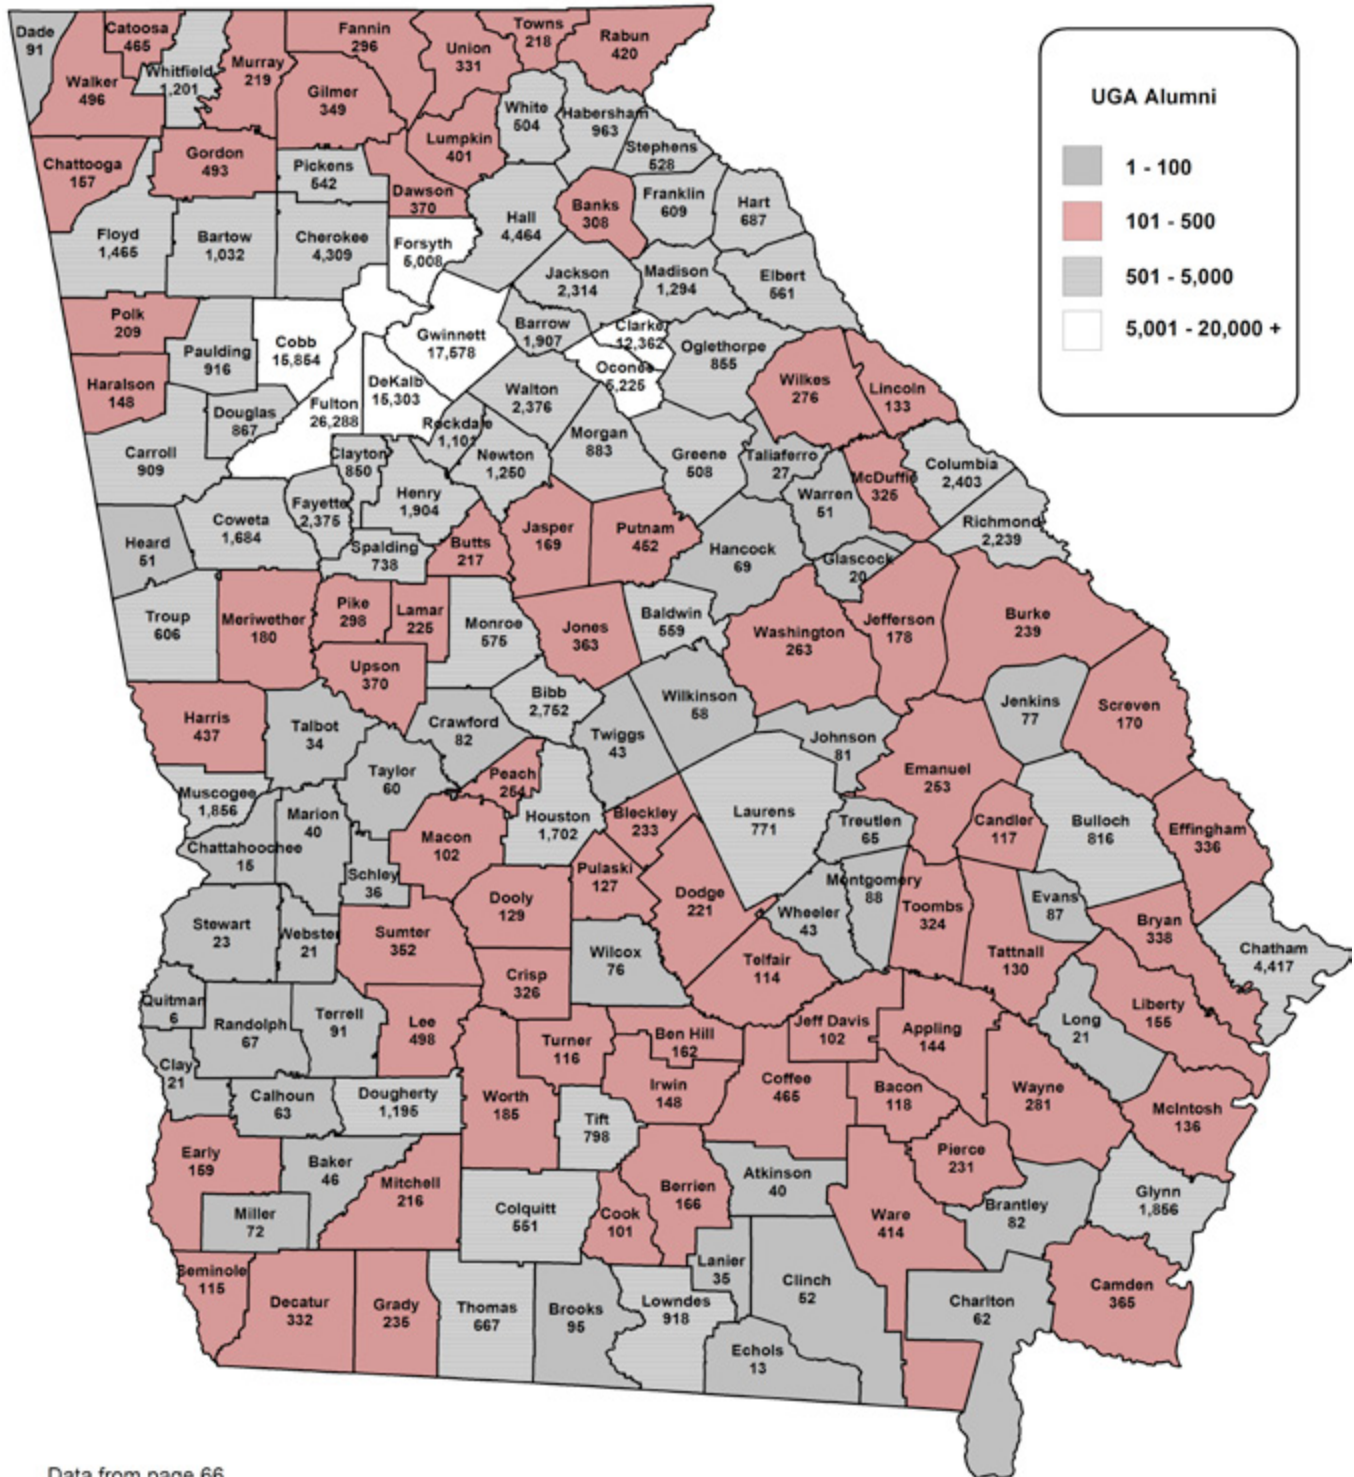 UGA Alumni
1 - 100
101 - 500
501 - 5,000
5,001 - 20,000 +
Dade
91
Catoosa
465
Walker
496
Whitfield
1,201
Murray
219
Fannin
296
Gilmer
349
Union
331
Towns
218
Rabun
420
White
504
Habersham
963
Stephens
528
Lumpkin
401
Chattooga
157
Gordon
493
Pickens
542
Dawson
370
Hall
4,464
Banks
308
Franklin
609
Hart
687
Floyd
1,465
Bartow
1,032
Cherokee
4,309
Forsyth
5,008
Jackson
2,314
Madison
1,294
Elbert
561
Polk
209
Paulding
916
Cobb
15,854
Gwinnett
17,578
Barrow
1,907
Clarke
12,362
Oconee
5,225
Oglethorpe
855
Wilkes
276
Lincoln
133
Haralson
148
Douglas
867
Fulton
26,288
DeKalb
15,303
Rockdale
1,101
Walton
2,376
Newton
1,250
Morgan
883
Greene
508
Taliaferro
27
Warren
51
McDuffie
325
Columbia
2,403
Richmond
2,239
Carroll
909
Clayton
850
Fayette
2,375
Henry
1,904
Coweta
1,684
Spalding
738
Butts
217
Jasper
169
Putnam
452
Hancock
69
Glascock
20
Heard
51
Troup
606
Meriwether
180
Pike
298
Lamar
225
Upson
370
Monroe
575
Jones
363
Baldwin
559
Washington
263
Jefferson
178
Burke
239
Jenkins
77
Screven
170
Harris
437
Talbot
34
Crawford
82
Bibb
2,752
Twiggs
43
Wilkinson
58
Johnson
81
Emanuel
253
Muscogee
1,856
Marion
40
Taylor
60
Peach
254
Houston
1,702
Bleckley
233
Laurens
771
Treutlen
65
Candler
117
Bulloch
816
Effingham
336
Chattahoochee
15
Schley
36
Macon
102
Dooly
129
Pulaski
127
Dodge
221
Wheeler
43
Montgomery
88
Toombs
324
Tattnall
130
Evans
87
Bryan
338
Chatham
4,417
Stewart
23
Webster
21
Sumter
352
Crisp
326
Wilcox
76
Telfair
114
Quitman
6
Randolph
67
Terrell
91
Lee
498
Turner
116
Ben Hill
162
Jeff Davis
102
Appling
144
Long
21
Liberty
155
Clay
21
Calhoun
63
Dougherty
1,195
Worth
185
Tift
798
Irwin
148
Coffee
465
Bacon
118
Wayne
281
McIntosh
136
Early
159
Baker
46
Mitchell
216
Colquitt
551
Cook
101
Berrien
166
Atkinson
40
Pierce
231
Ware
414
Brantley
82
Glynn
1,856
Miller
72
Seminole
115
Decatur
332
Grady
235
Thomas
667
Brooks
95
Lowndes
918
Lanier
35
Clinch
52
Echols
13
Charlton
62
Camden
365
Data from page 66